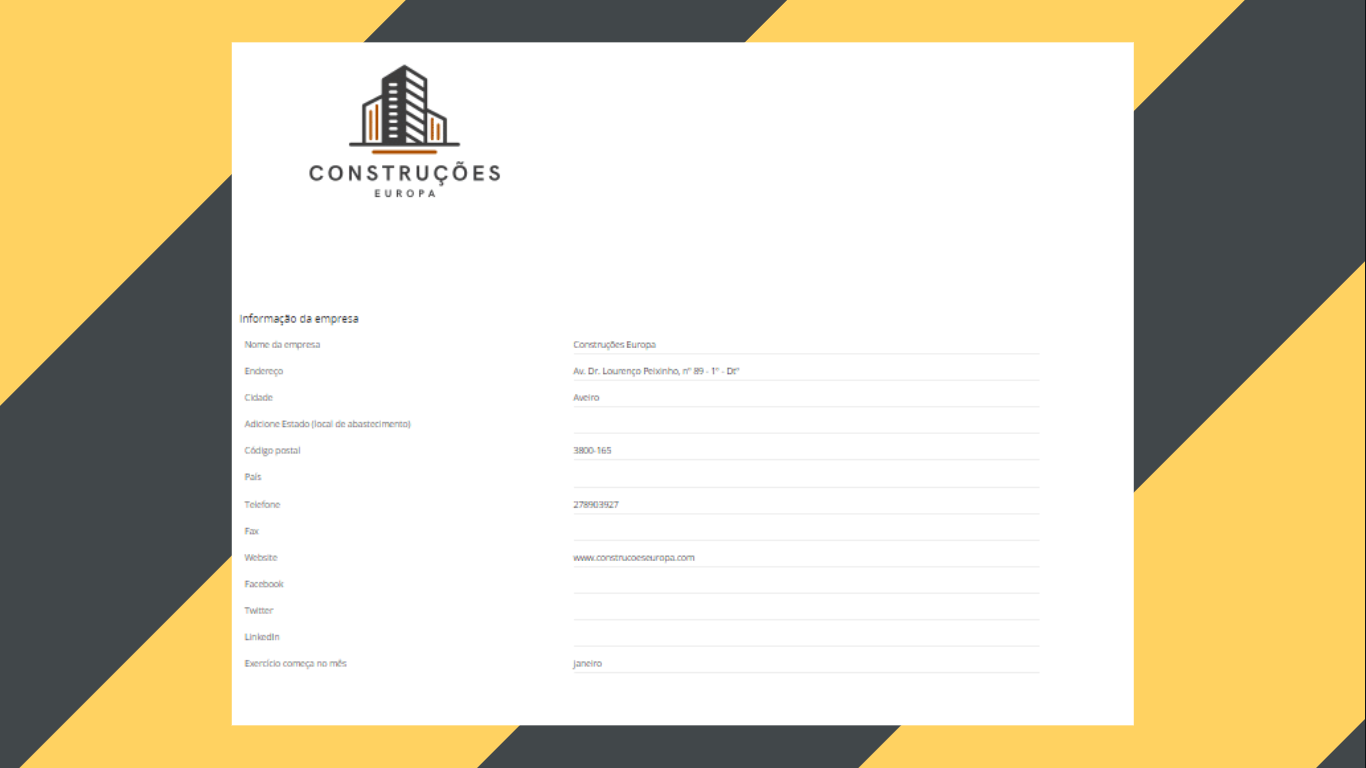 CONSTRUÇÕES
EUROPA
Informação da empresa
Nome da empresa Construções Europa
Endereço Av. Dr. Lourenço Peixinho, nº 89 - 1º - Dtº
Cidade Aveiro
Adicione Estado (local de abastecimento)
Código postal 3800-165
País
Telefone 278903927
Fax
Website www.construcoeseuropa.com
Facebook
Twitter
LinkedIn
Exercício começa no mês Janeiro